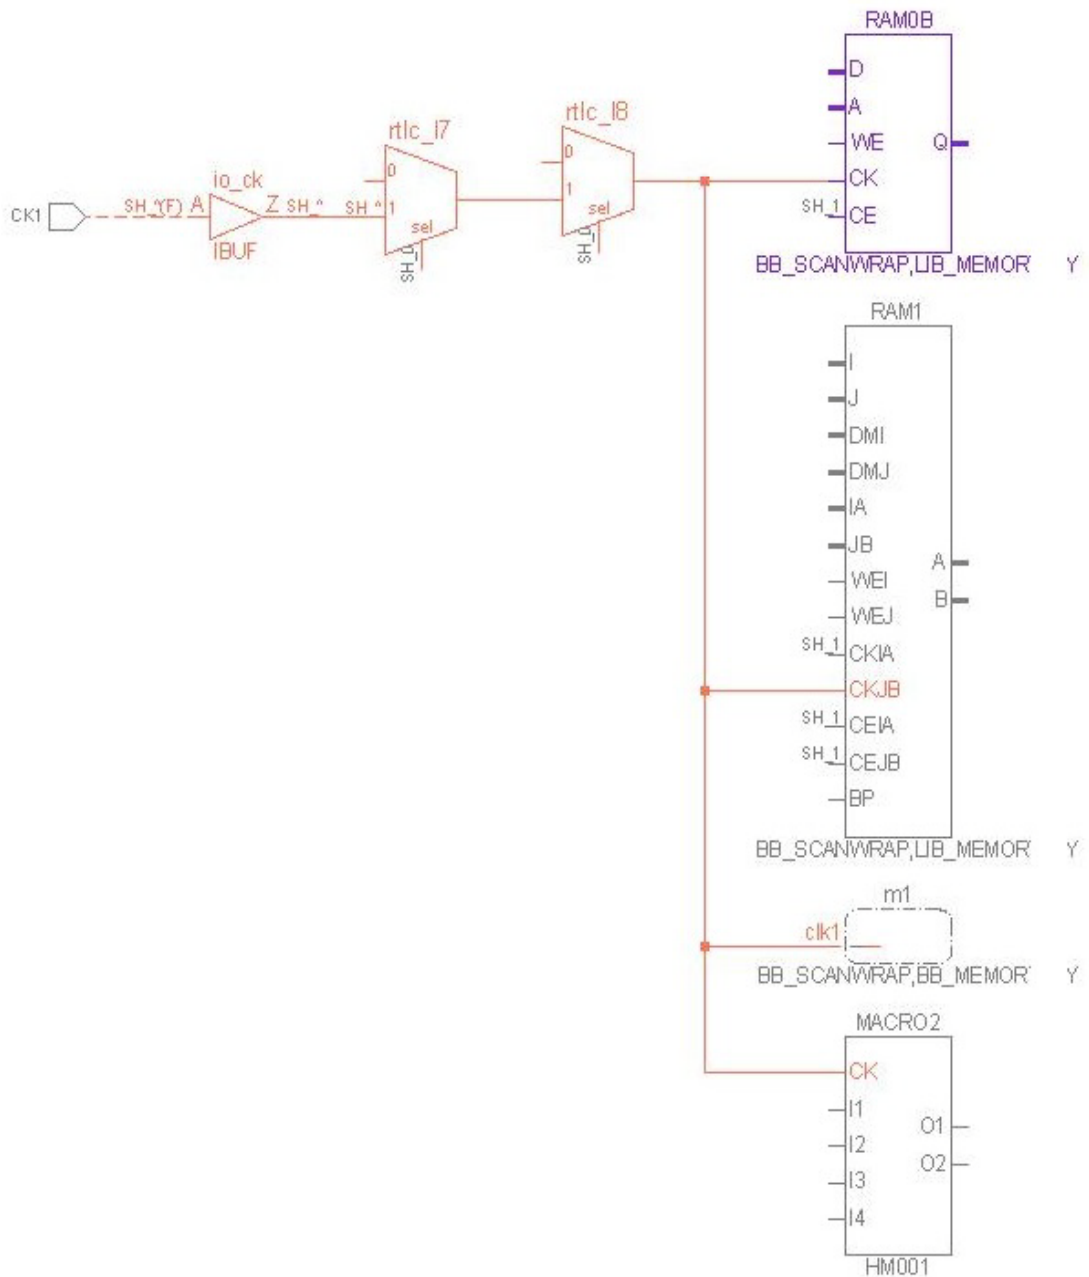 RAM0B
D
A
WE
Q
CK
SH_1
CE
BB_SCANWRAP,LIB_MEMOR Y
rtlc_I8
0
1
sel
rtlc_I7
0
1
sel
io_ck
CK1
SH_^(F)
A
Z
SH_^
SH_^
IBUF
RAM1
I
J
DMI
DMJ
IA
JB
A
WEI
B
WEJ
SH_1
CKIA
CKJB
SH_1
CEIA
SH_1
CEJB
BP
BB_SCANWRAP,LIB_MEMOR Y
m1
clk1
BB_SCANWRAP,BB_MEMOR Y
MACRO2
CK
I1
O1
I2
O2
I3
I4
HM001